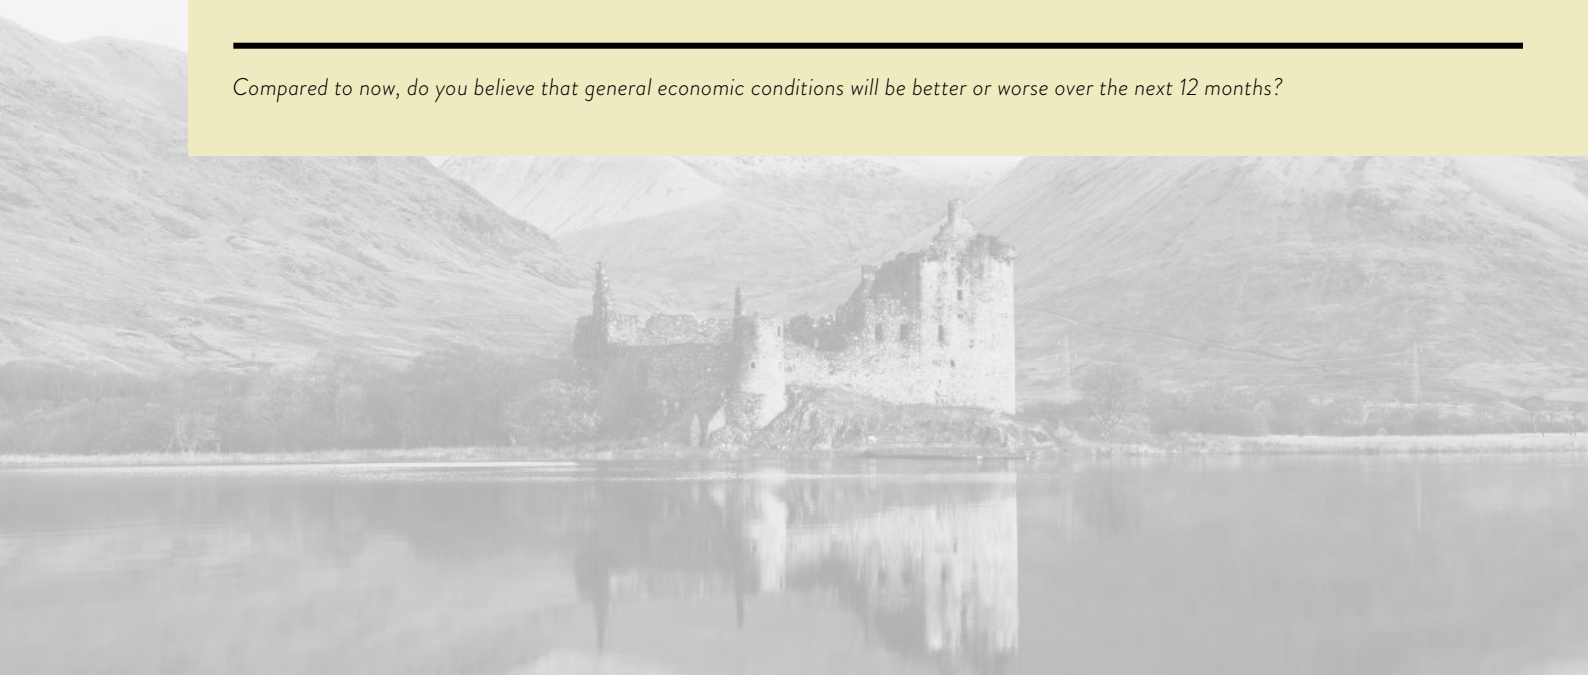 Compared to now, do you believe that general economic conditions will be better or worse over the next 12 months?